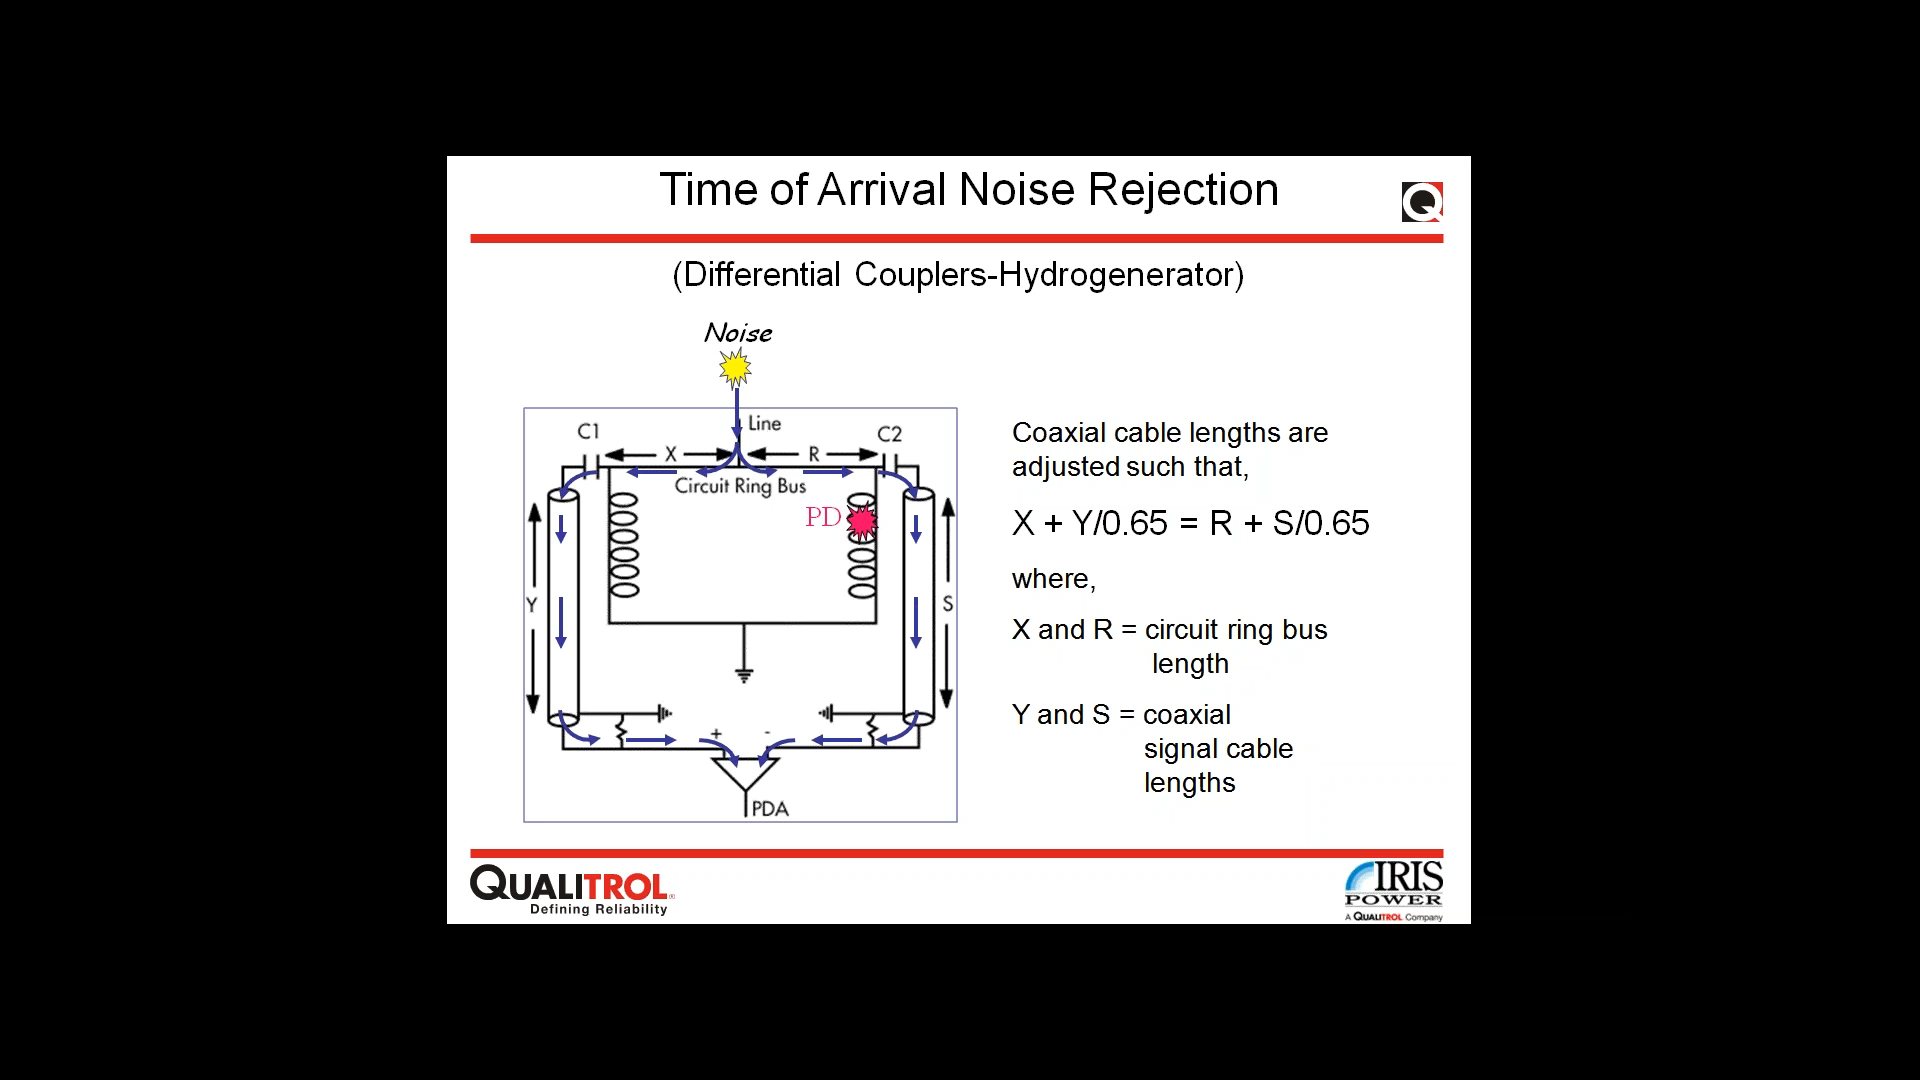 Time of Arrival Noise Rejection
Q
(Differential Couplers-Hydrogenerator)
Noise
Line
C1
X
R
C2
Circuit Ring Bus
PD
Y
S
+
-
PDA
Coaxial cable lengths are
adjusted such that,
X + Y/0.65 = R + S/0.65
where,
X and R = circuit ring bus
length
Y and S = coaxial
signal cable
lengths
QUALITROL®
Defining Reliability
IRIS
POWER
A QUALITROL Company